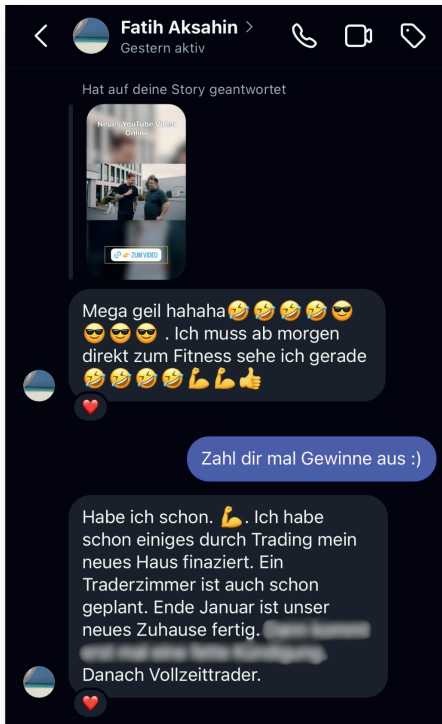 Fatih Aksahin >
Gestern aktiv
Hat auf deine Story geantwortet
Neues YouTube Video
Online
👉 ZUM VIDEO
Mega geil hahaha🤣🤣🤣🤣😎
😎😎😎 . Ich muss ab morgen
direkt zum Fitness sehe ich gerade
🤣🤣🤣🤣💪💪👍
Zahl dir mal Gewinne aus :)
Habe ich schon. 💪. Ich habe
schon einiges durch Trading mein
neues Haus finaziert. Ein
Traderzimmer ist auch schon
geplant. Ende Januar ist unser
neues Zuhause fertig.
Danach Vollzeittrader.